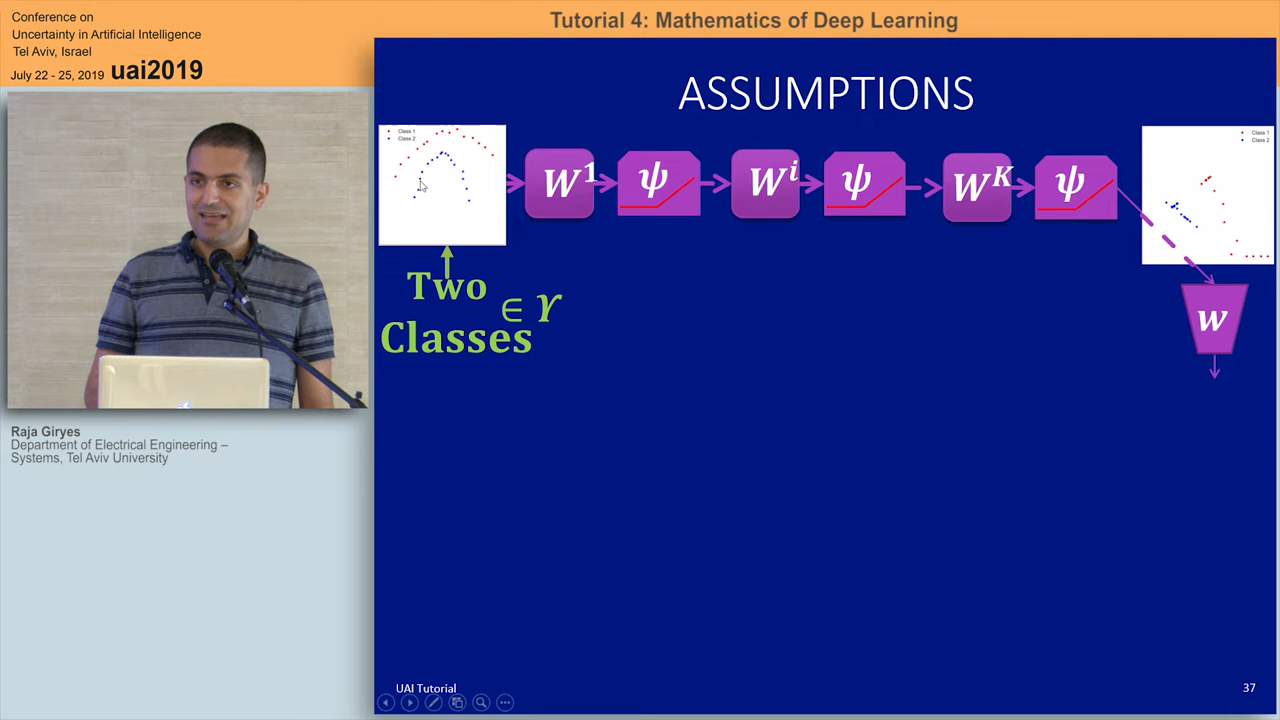 Conference on
Uncertainty in Artificial Intelligence
Tel Aviv, Israel
July 22 - 25, 2019 uai2019
Tutorial 4: Mathematics of Deep Learning
Raja Giryes
Department of Electrical Engineering –
Systems, Tel Aviv University
ASSUMPTIONS
Class 1
Class 2
W¹ ψ Wⁱ ψ Wᴷ ψ
Class 1
Class 2
Two
Classes ∈ ϒ
w
UAI Tutorial
37